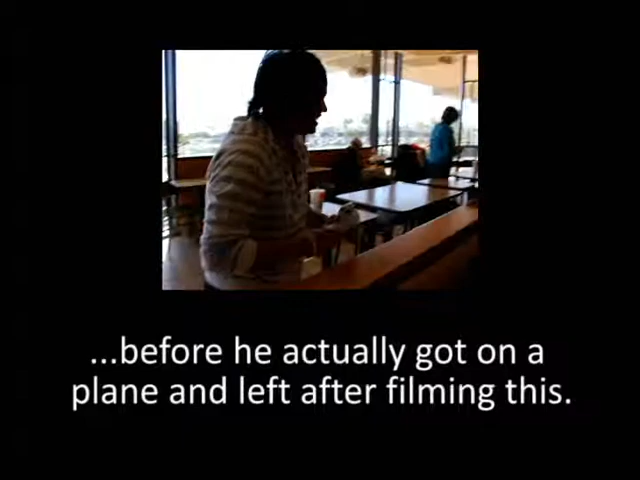 ...before he actually got on a
plane and left after filming this.